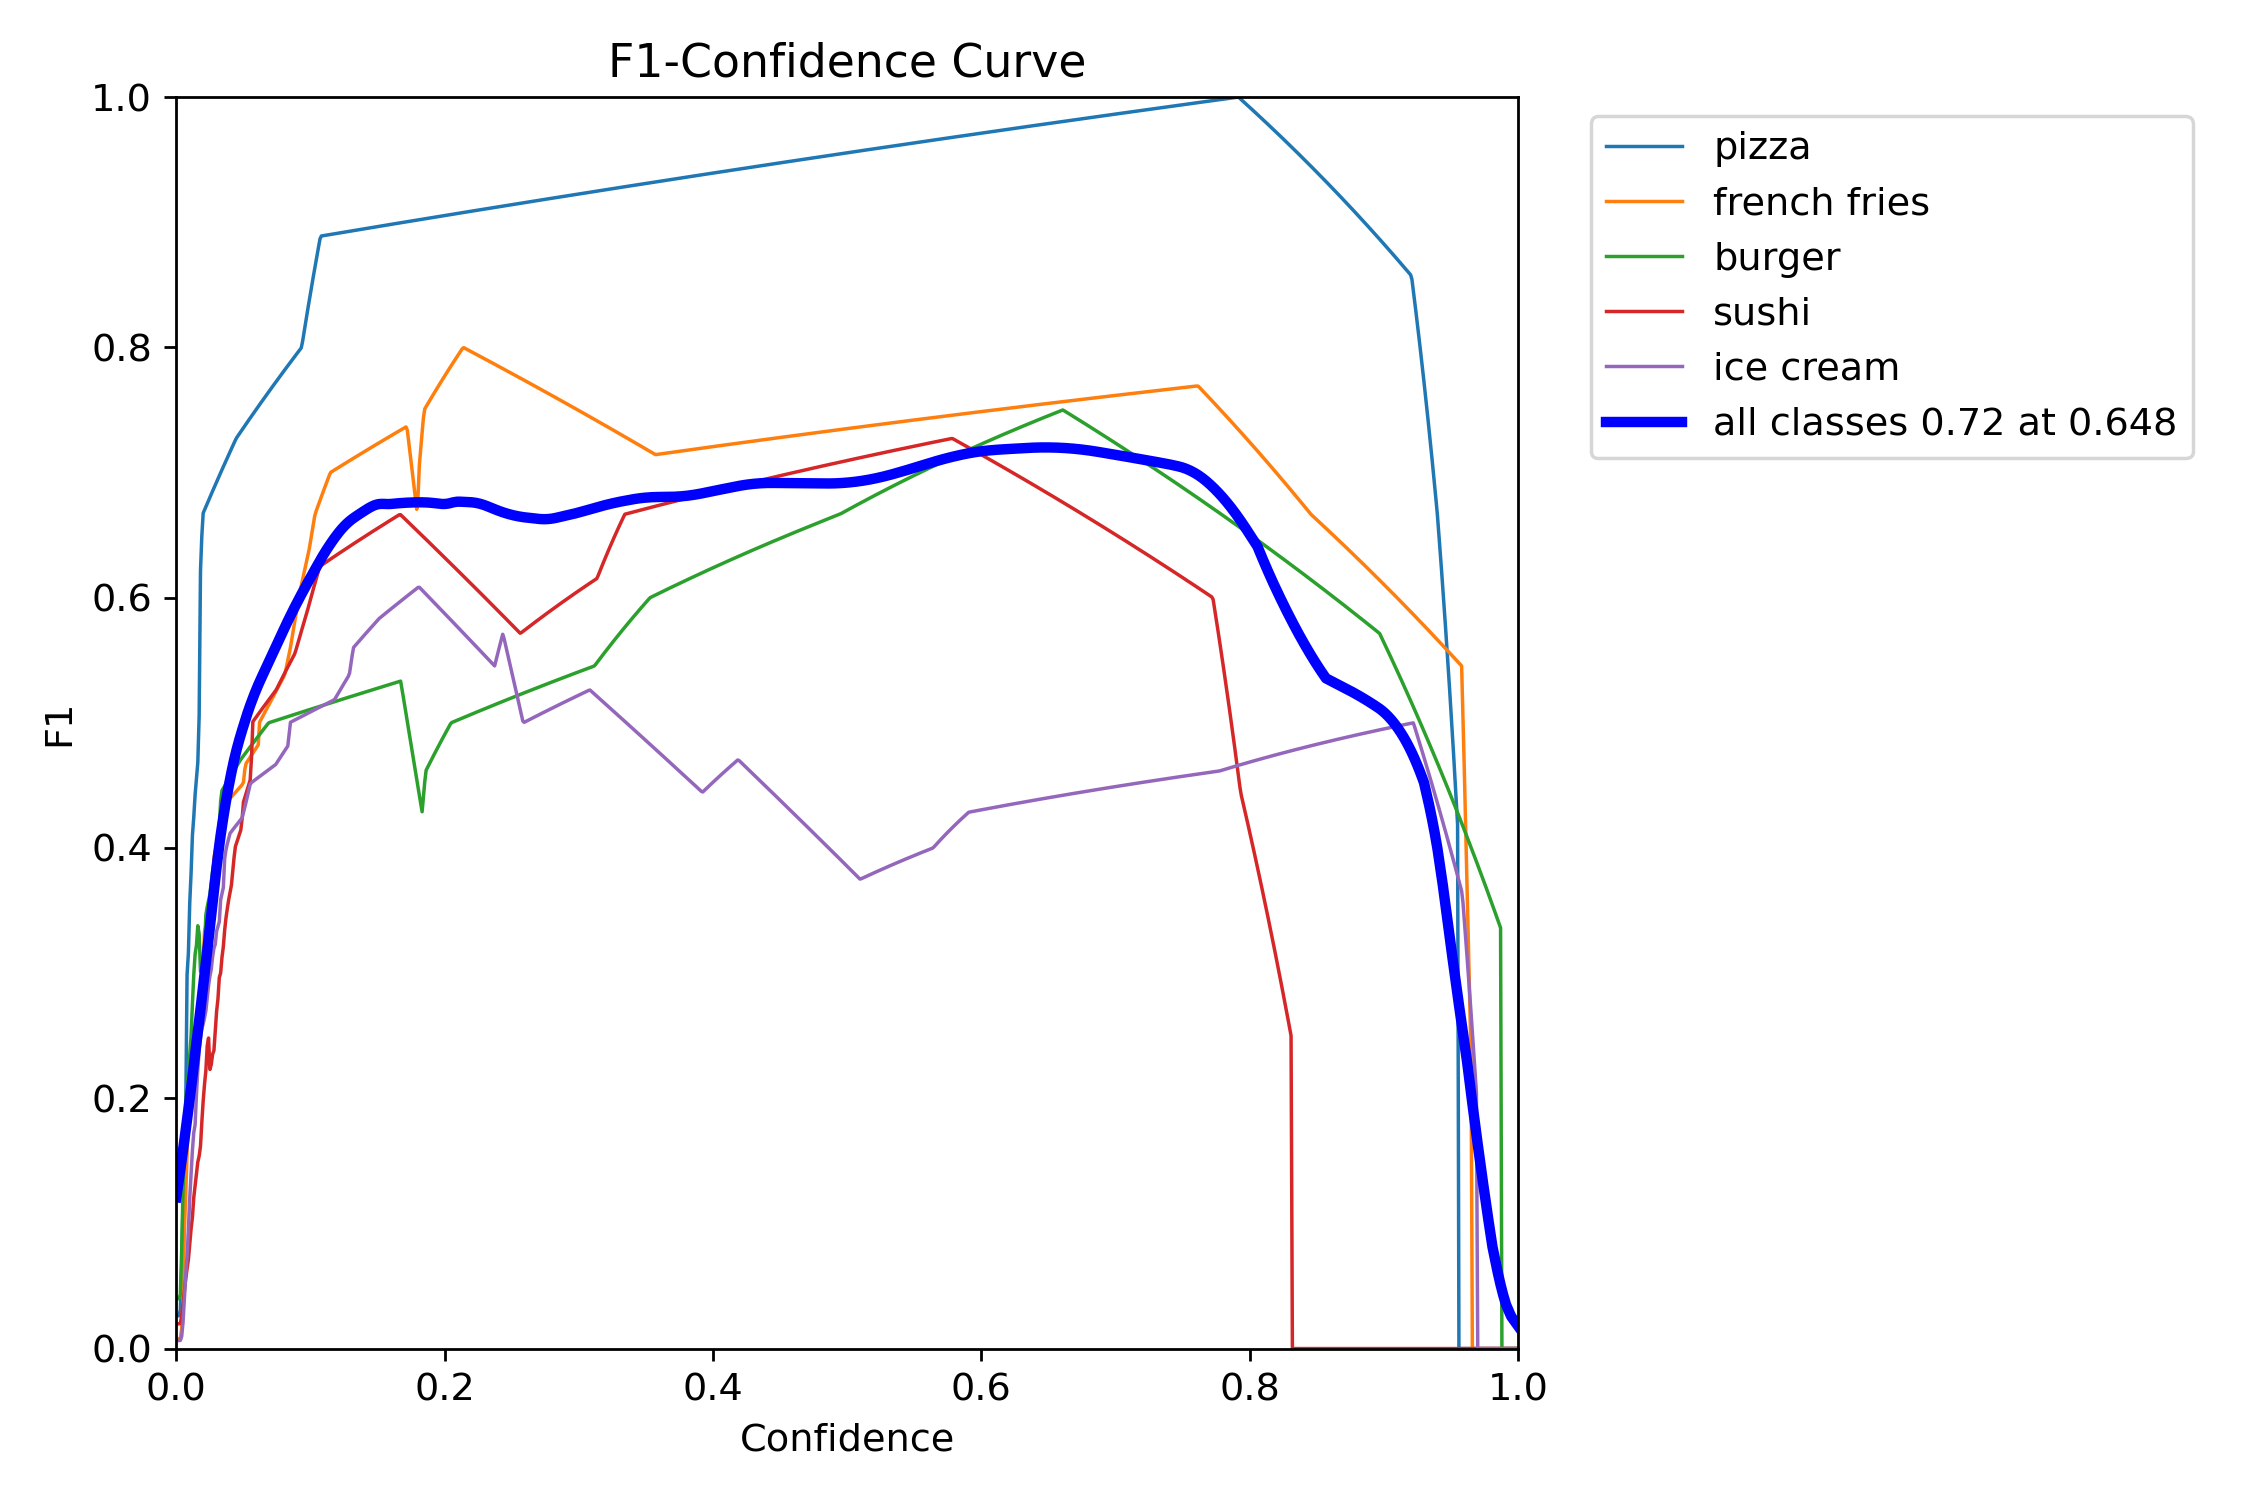 F1-Confidence Curve
1.0
0.8
0.6
0.4
0.2
0.0
F1
0.0 0.2 0.4 0.6 0.8 1.0
Confidence
pizza
french fries
burger
sushi
ice cream
all classes 0.72 at 0.648